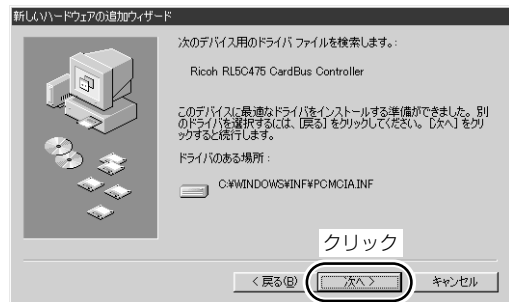 新しいハードウェアの追加ウィザード
次のデバイス用のドライバ ファイルを検索します。:
Ricoh RL5C475 CardBus Controller
このデバイスに最適なドライバをインストールする準備ができました。別
のドライバを選択するには、[戻る] をクリックしてください。[次へ] をクリ
ックすると続行します。
ドライバのある場所:
C:¥WINDOWS¥INF¥PCMCIA.INF
クリック
< 戻る(B)
次へ >
キャンセル